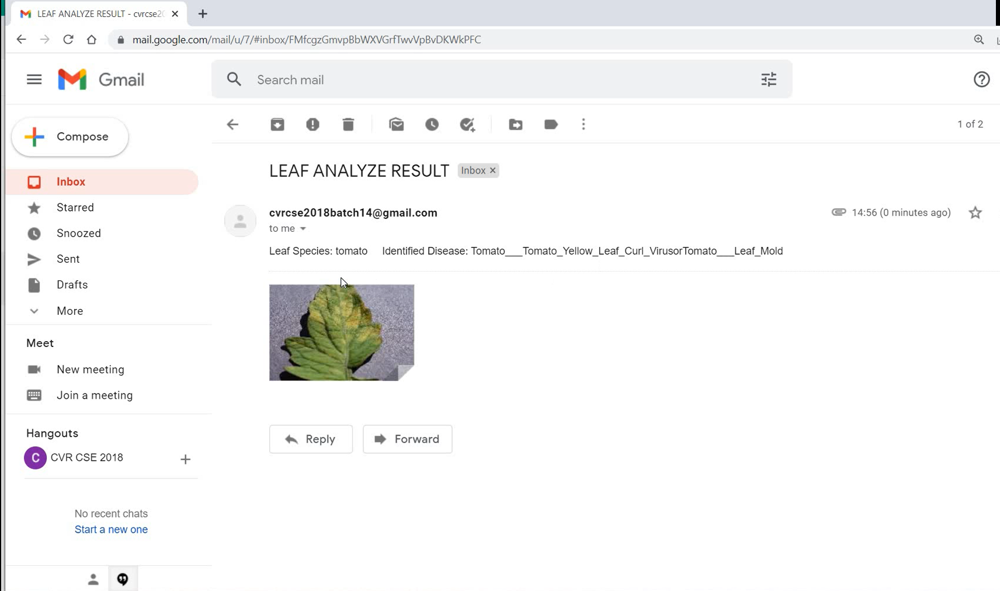 LEAF ANALYZE RESULT - cvrcse20
mail.google.com/mail/u/7/#inbox/FMfcgzGmvpBbWXVGrfTwvVpBvDKWkPFC
Gmail
Search mail
Compose
1 of 2
LEAF ANALYZE RESULT Inbox ×
Inbox
Starred
Snoozed
Sent
Drafts
More
cvrcse2018batch14@gmail.com
14:56 (0 minutes ago)
to me
Leaf Species: tomato Identified Disease: Tomato___Tomato_Yellow_Leaf_Curl_VirusorTomato___Leaf_Mold
Reply
Forward
Meet
New meeting
Join a meeting
Hangouts
C CVR CSE 2018
No recent chats
Start a new one